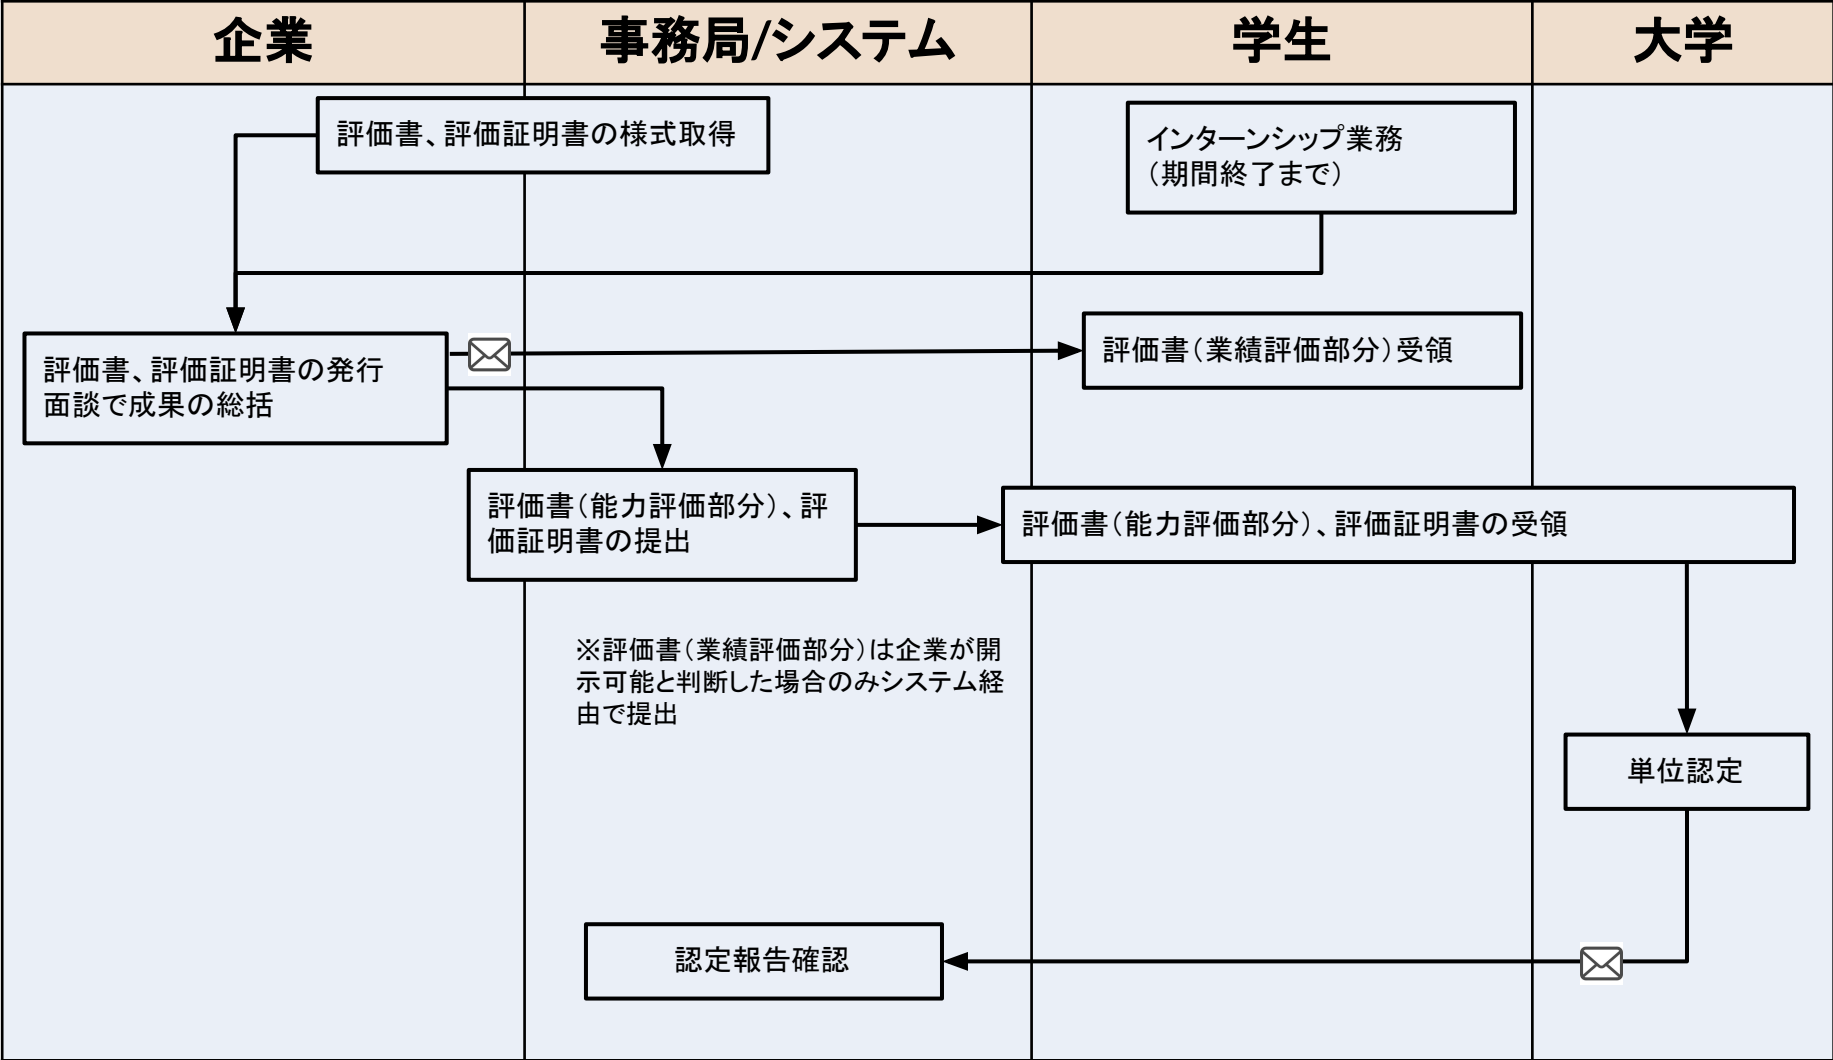 企業
事務局/システム
学生
大学
評価書、評価証明書の様式取得
インターンシップ業務
（期間終了まで）
評価書、評価証明書の発行
面談で成果の総括
評価書（業績評価部分）受領
評価書（能力評価部分）、評
価証明書の提出
評価書（能力評価部分）、評価証明書の受領
※評価書（業績評価部分）は企業が開
示可能と判断した場合のみシステム経
由で提出
単位認定
認定報告確認